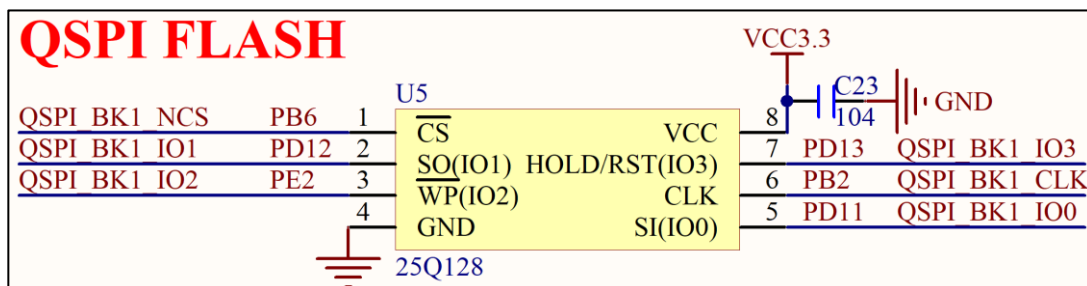 QSPI FLASH
VCC3.3
U5
C23
104
GND
QSPI_BK1_NCS PB6 1 CS VCC 8
QSPI_BK1_IO1 PD12 2 SO(IO1) HOLD/RST(IO3) 7 PD13 QSPI_BK1_IO3
QSPI_BK1_IO2 PE2 3 WP(IO2) CLK 6 PB2 QSPI_BK1_CLK
4 GND SI(IO0) 5 PD11 QSPI_BK1_IO0
25Q128